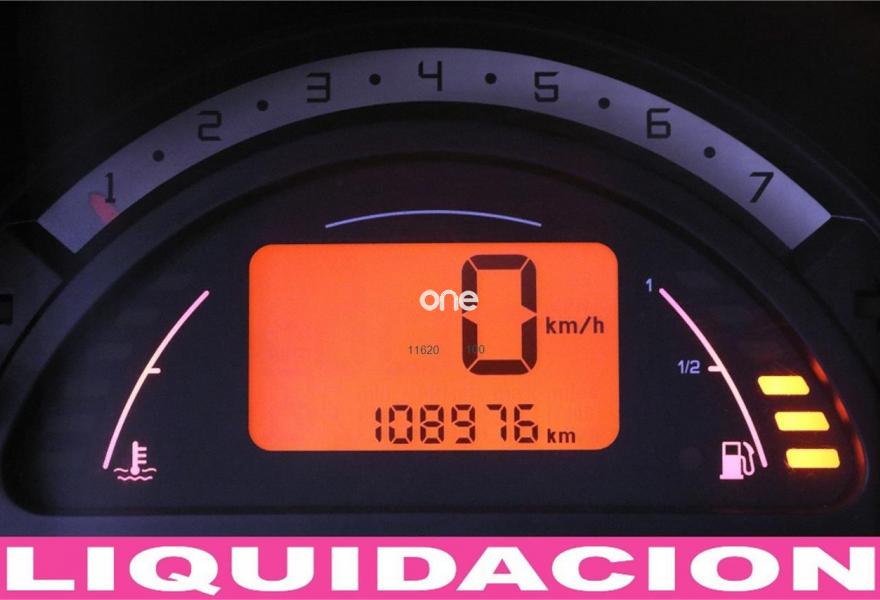 1 • 2 • 3 • 4 • 5 • 6 • 7
0 km/h
one
11620 100
108976 km
1
1/2
LIQUIDACION